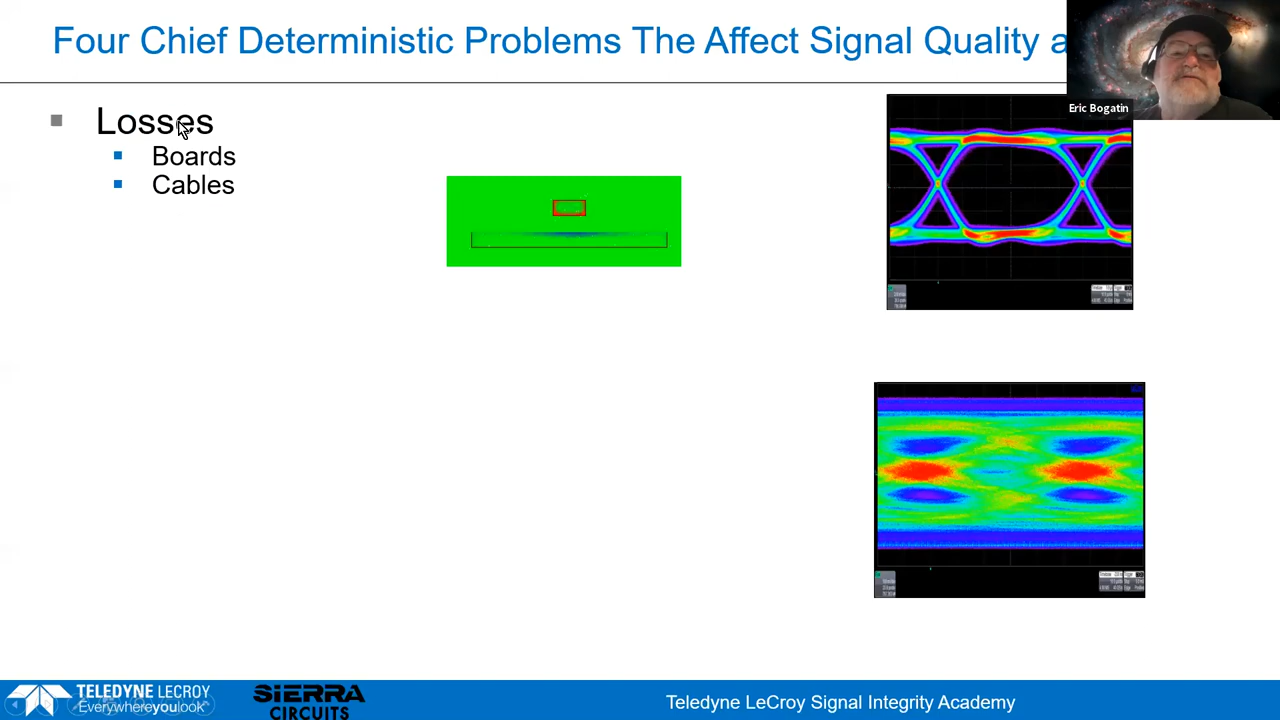 Four Chief Deterministic Problems The Affect Signal Quality a
Eric Bogatin
Losses
Boards
Cables
TELEDYNE LECROY
Everywhereyoulook
SIERRA
CIRCUITS
Teledyne LeCroy Signal Integrity Academy